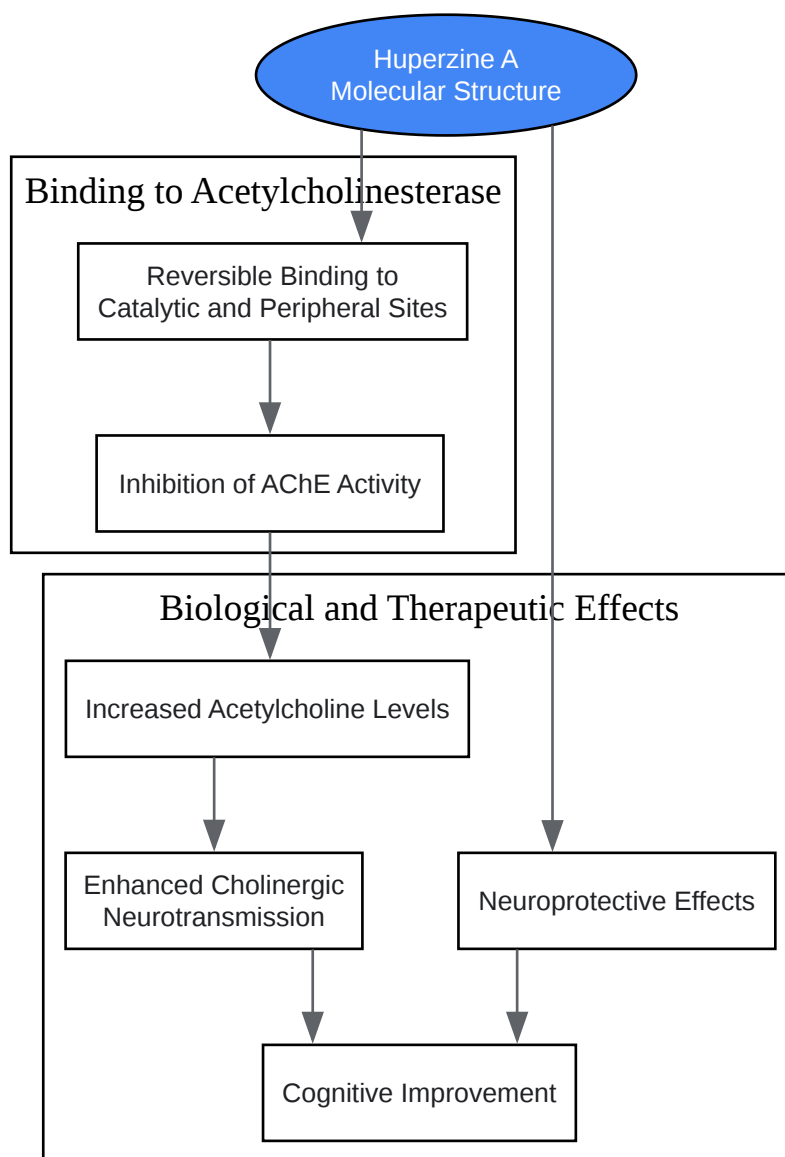 Huperzine A
Molecular Structure
Binding to Acetylcholinesterase
Reversible Binding to
Catalytic and Peripheral Sites
Inhibition of AChE Activity
Biological and Therapeutic Effects
Increased Acetylcholine Levels
Enhanced Cholinergic
Neurotransmission
Neuroprotective Effects
Cognitive Improvement